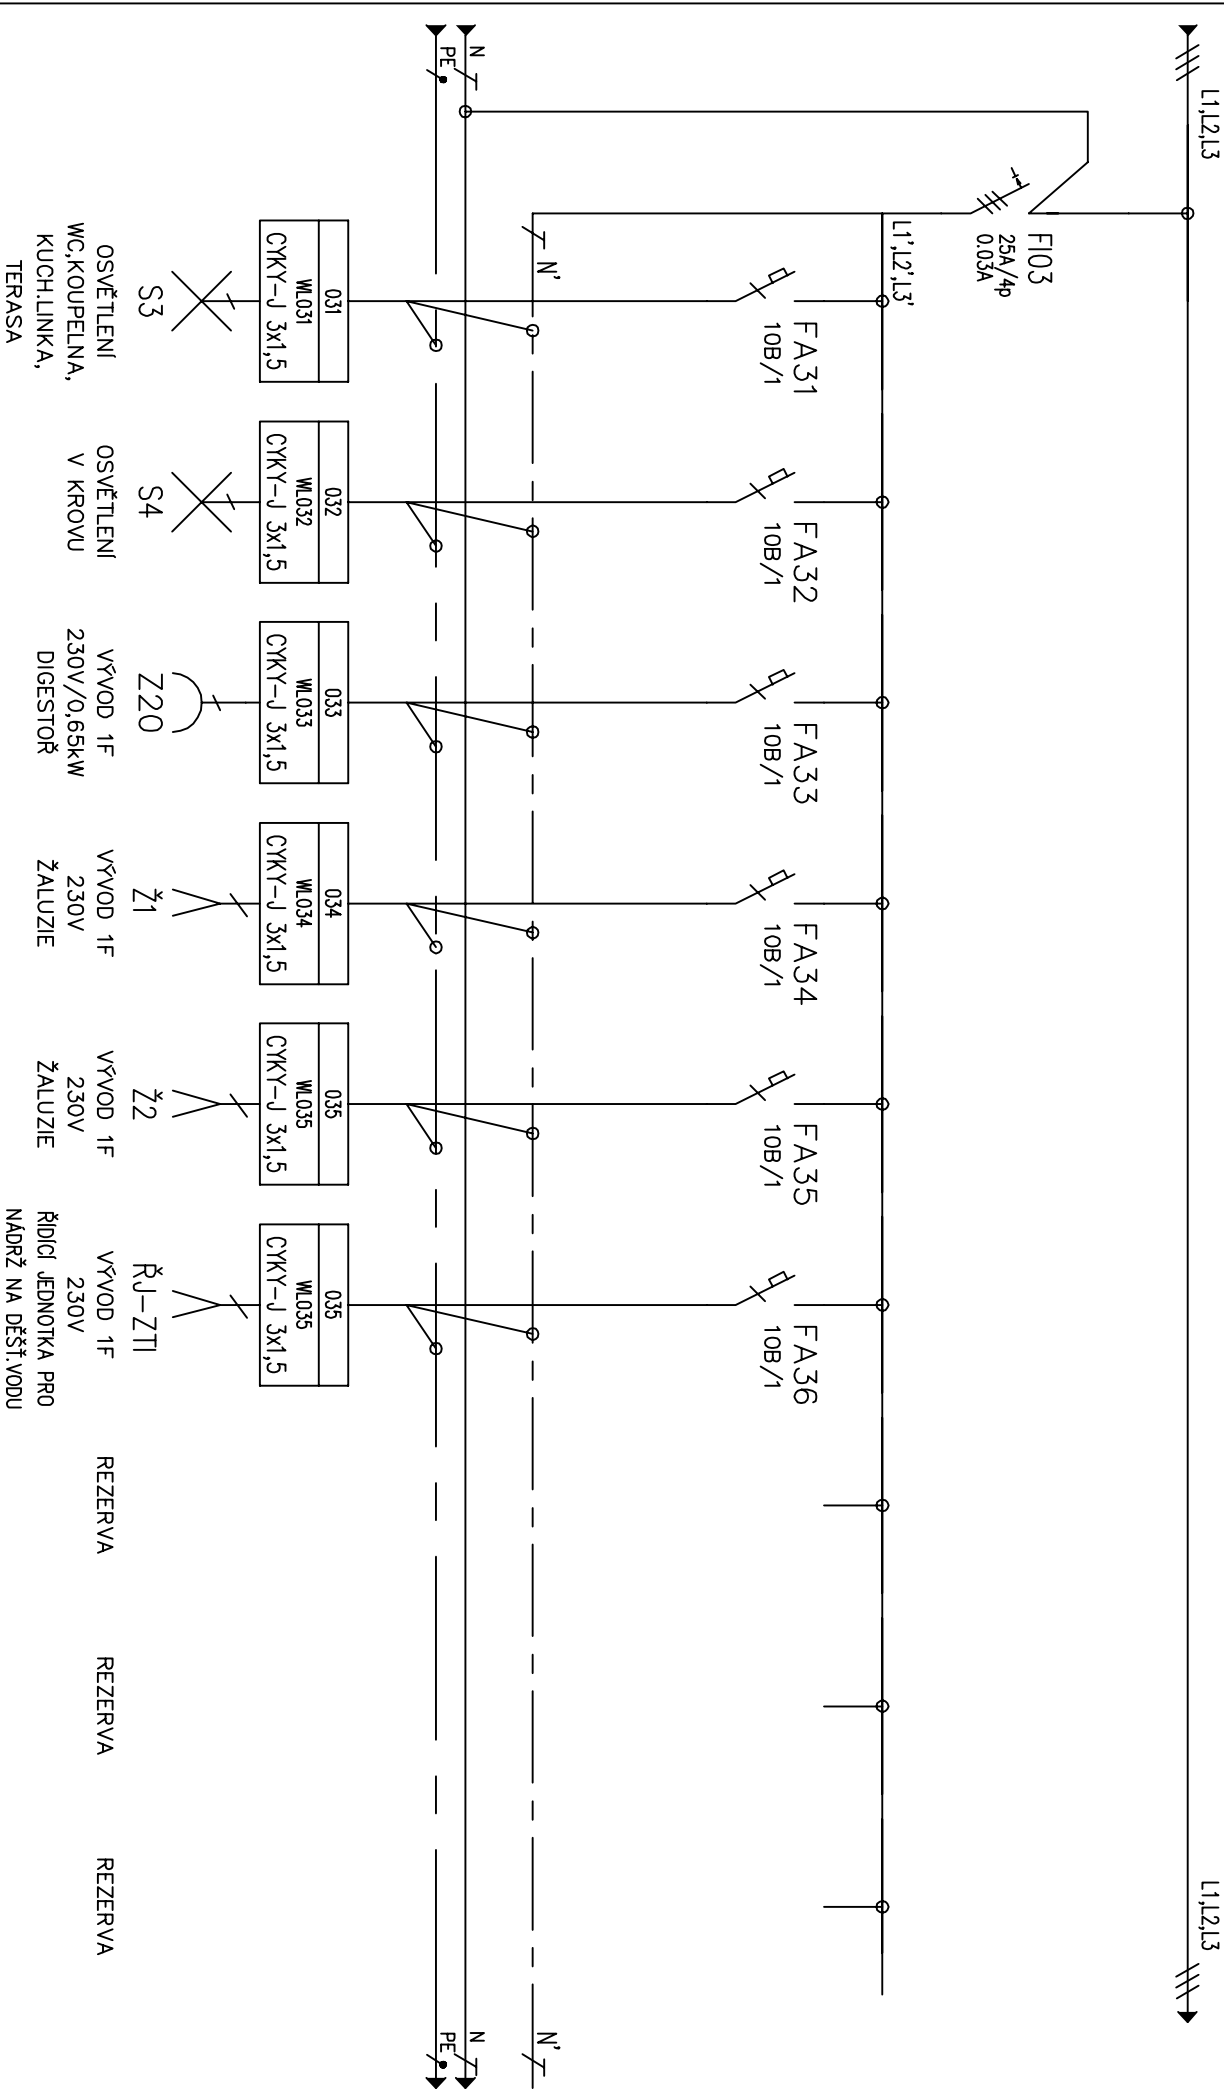 L1,L2,L3
L1,L2,L3
FI03
25A/4p
0.03A
L1',L2',L3'
FA31
10B/1
FA32
10B/1
FA33
10B/1
FA34
10B/1
FA35
10B/1
FA36
10B/1
N'
N'
N
PE
N
PE
031
WL031
CYKY-J 3x1,5
032
WL032
CYKY-J 3x1,5
033
WL033
CYKY-J 3x1,5
034
WL034
CYKY-J 3x1,5
035
WL035
CYKY-J 3x1,5
035
WL035
CYKY-J 3x1,5
S3
OSVĚTLENÍ
WC,KOUPELNA,
KUCH.LINKA,
TERASA
S4
OSVĚTLENÍ
V KROVU
Z20
VÝVOD 1F
230V/0,65kW
DIGESTOŘ
Ž1
VÝVOD 1F
230V
ŽALUZIE
Ž2
VÝVOD 1F
230V
ŽALUZIE
ŘJ-ZTI
VÝVOD 1F
230V
ŘÍDÍCÍ JEDNOTKA PRO
NÁDRŽ NA DĚŠŤ.VODU
REZERVA
REZERVA
REZERVA